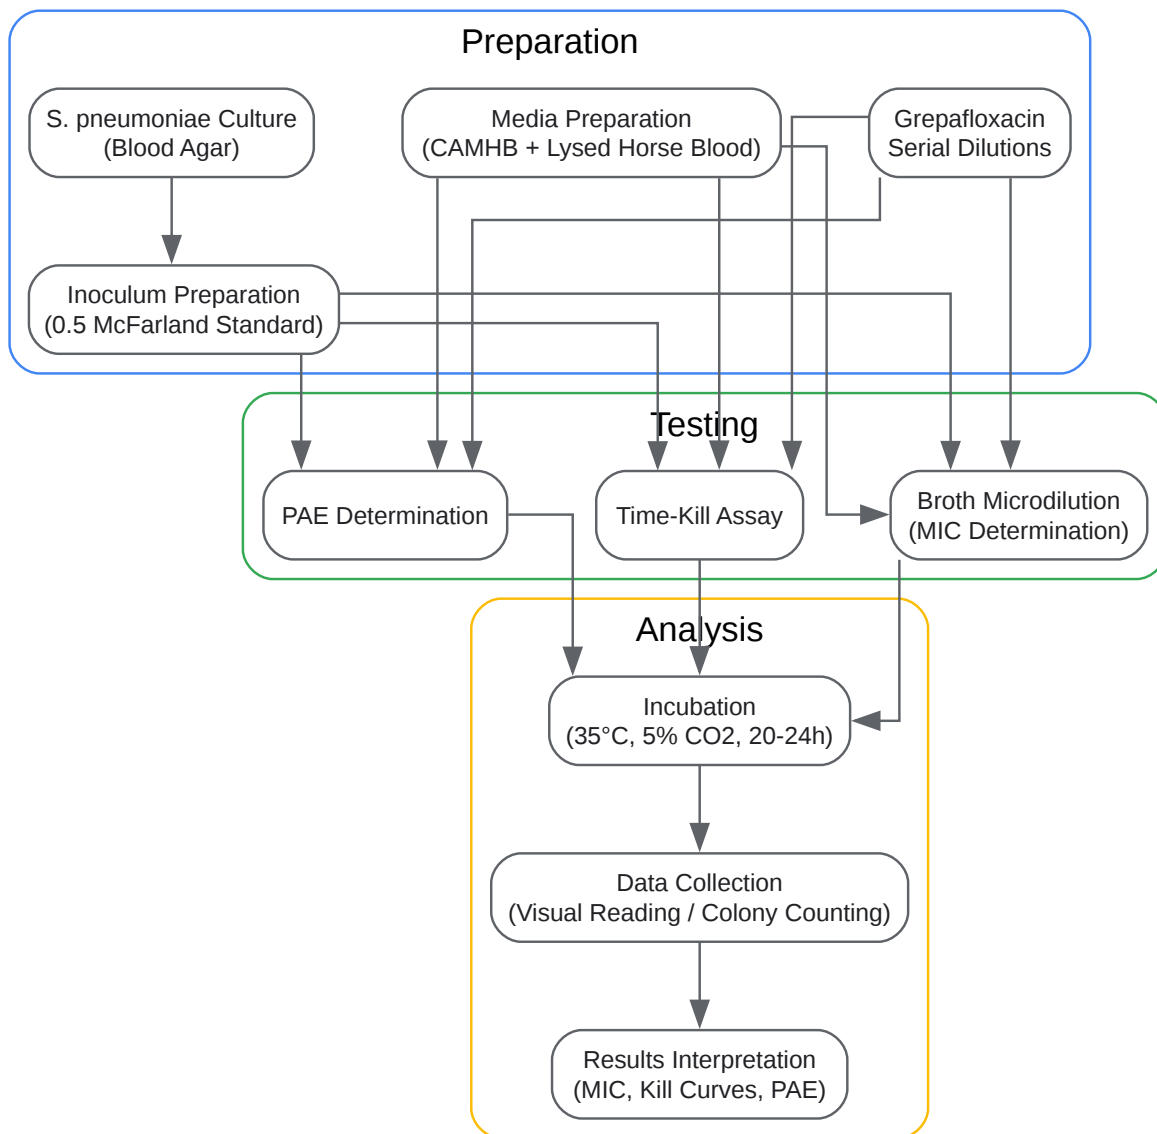 Preparation
S. pneumoniae Culture
(Blood Agar)
Media Preparation
(CAMHB + Lysed Horse Blood)
Grepafloxacin
Serial Dilutions
Inoculum Preparation
(0.5 McFarland Standard)
Testing
PAE Determination
Time-Kill Assay
Broth Microdilution
(MIC Determination)
Analysis
Incubation
(35°C, 5% CO2, 20-24h)
Data Collection
(Visual Reading / Colony Counting)
Results Interpretation
(MIC, Kill Curves, PAE)